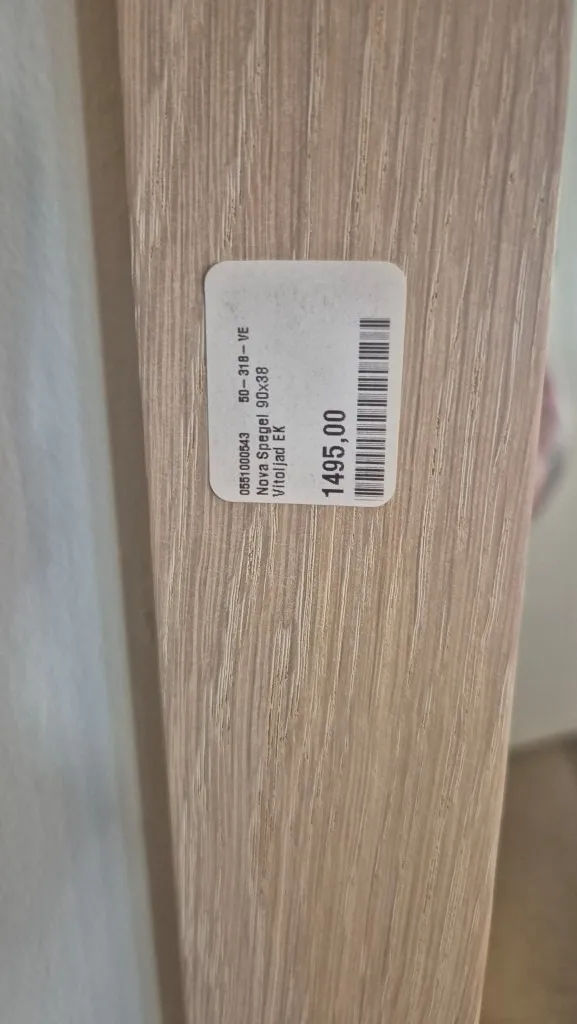 0551000543 50-318-VE
Nova Spegel 90x38
Vitoljad EK
1495,00